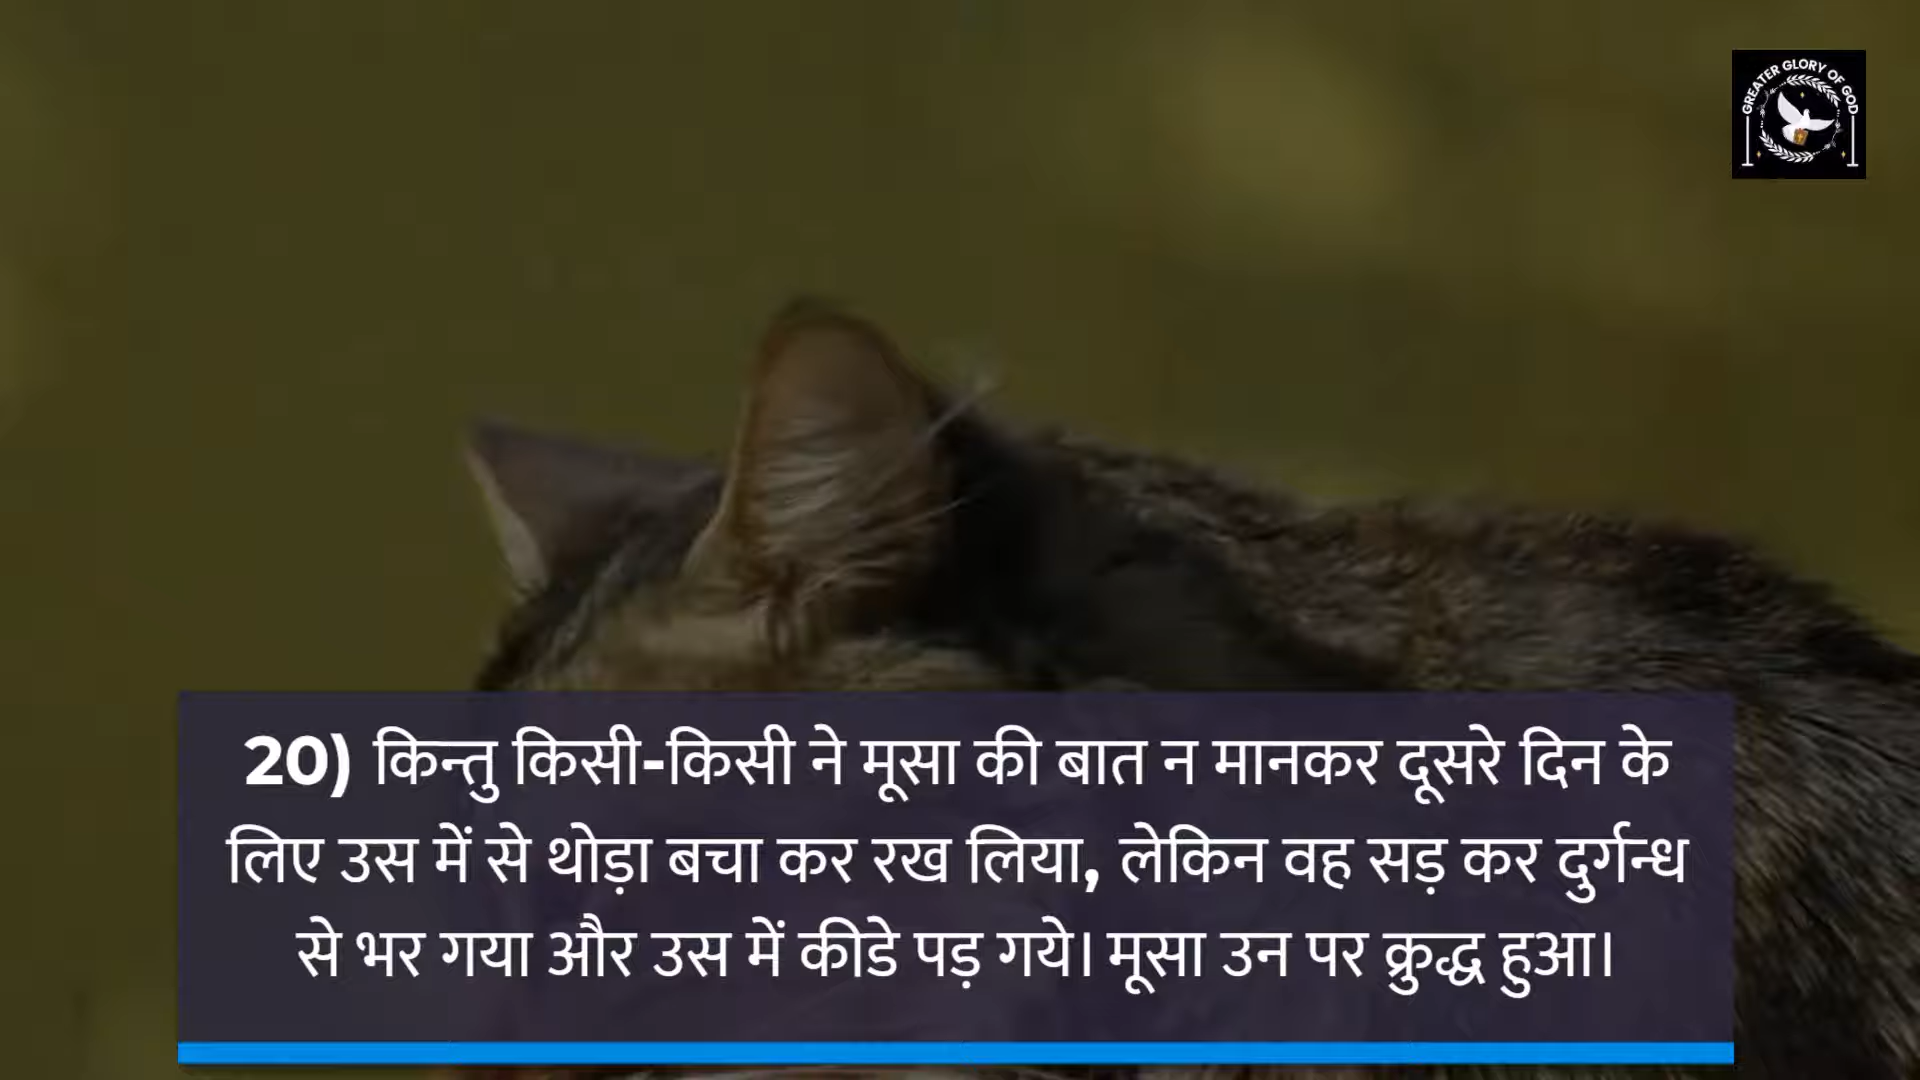 GREATER GLORY OF GOD
20) किन्तु किसी-किसी ने मूसा की बात न मानकर दूसरे दिन के
लिए उस में से थोड़ा बचा कर रख लिया, लेकिन वह सड़ कर दुर्गन्ध
से भर गया और उस में कीडे पड़ गये। मूसा उन पर क्रुद्ध हुआ।